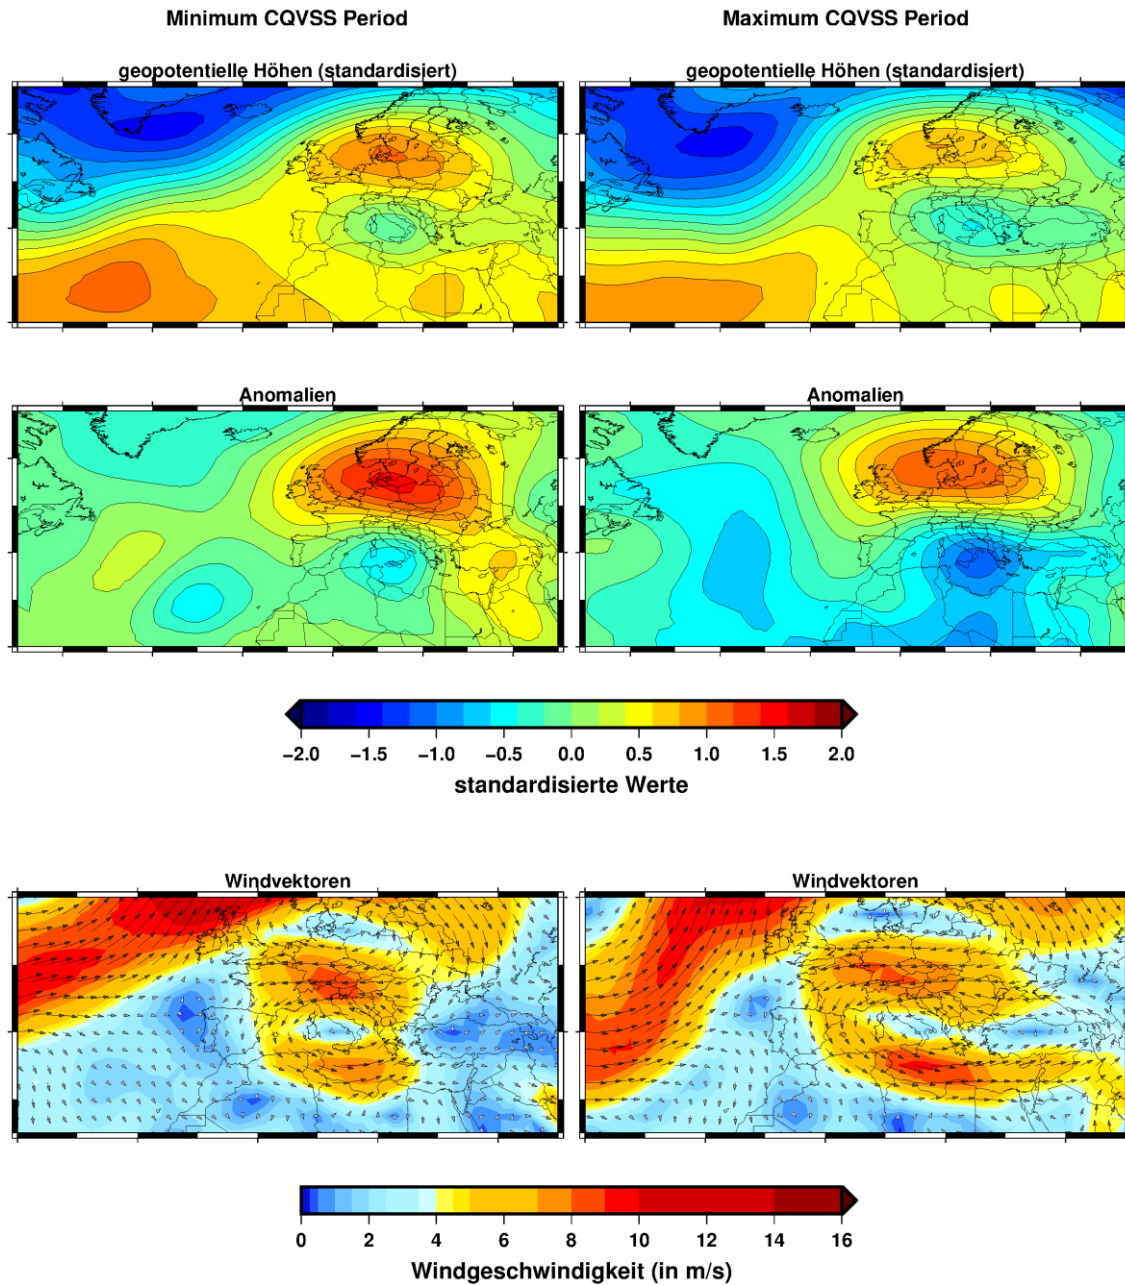 Minimum CQVSS Period
Maximum CQVSS Period
geopotentielle Höhen (standardisiert)
geopotentielle Höhen (standardisiert)
Anomalien
Anomalien
−2.0 −1.5 −1.0 −0.5 0.0 0.5 1.0 1.5 2.0
standardisierte Werte
Windvektoren
Windvektoren
0 2 4 6 8 10 12 14 16
Windgeschwindigkeit (in m/s)